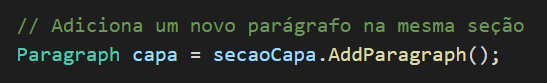 // Adiciona um novo parágrafo na mesma seção
Paragraph capa = secaoCapa.AddParagraph();